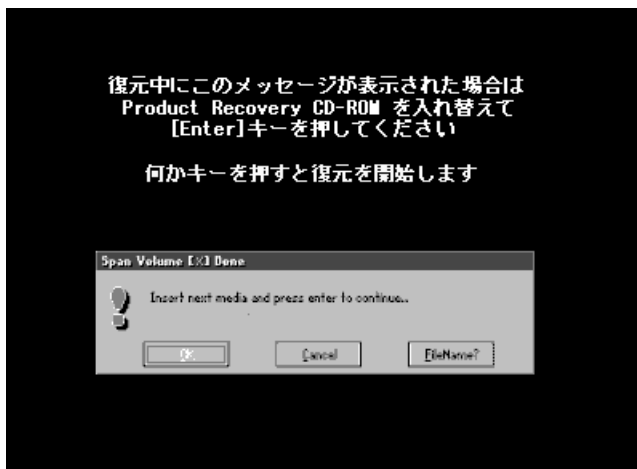 復元中にこのメッセージが表示された場合は
Product Recovery CD-ROM を入れ替えて
[Enter]キーを押してください
何かキーを押すと復元を開始します
Span Volume [X] Done
Insert next media and press enter to continue..
OK
Cancel
FileName?